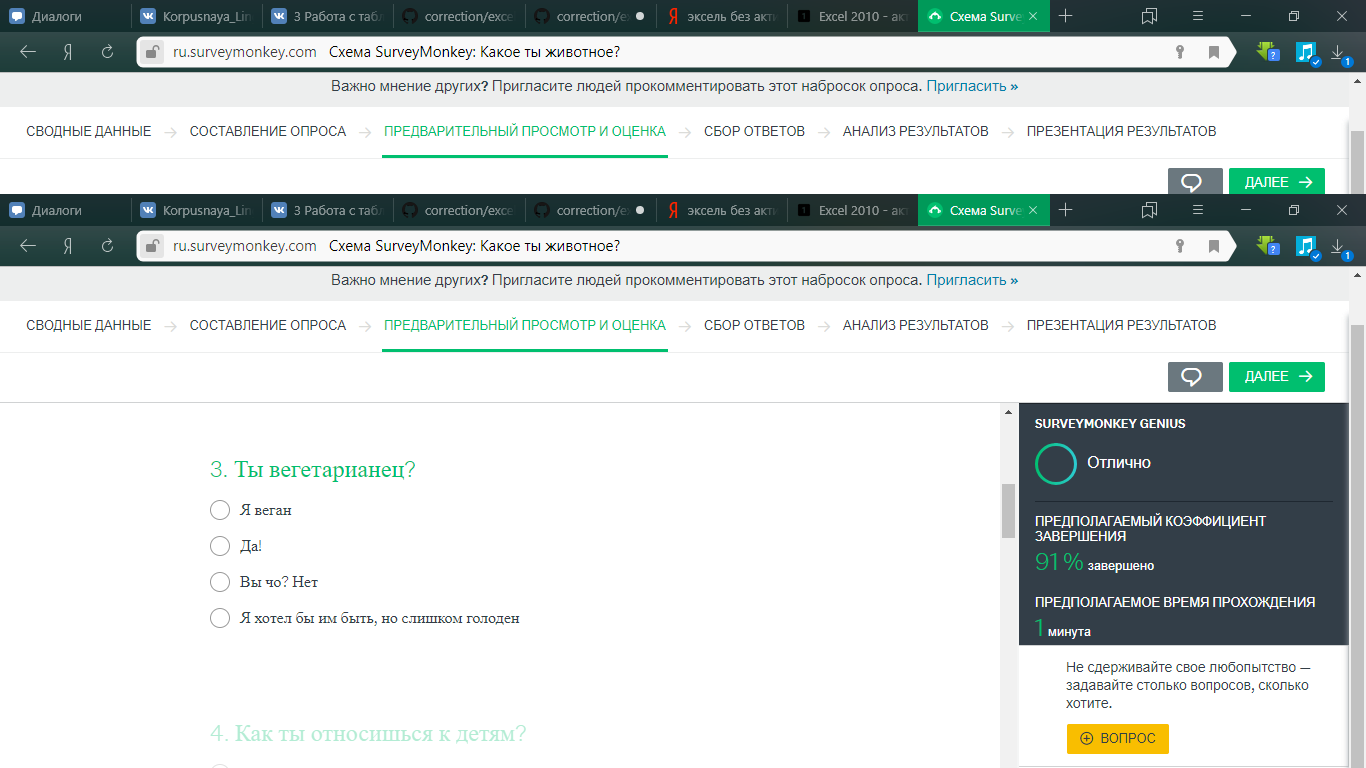 Диалоги
Korpusnaya_Lin
3 Работа с табл
correction/exce
correction/ex
эксель без акти
Excel 2010 - акт
Схема Surve
ru.surveymonkey.com Схема SurveyMonkey: Какое ты животное?
Важно мнение других? Пригласите людей прокомментировать этот набросок опроса. Пригласить »
СВОДНЫЕ ДАННЫЕ
СОСТАВЛЕНИЕ ОПРОСА
ПРЕДВАРИТЕЛЬНЫЙ ПРОСМОТР И ОЦЕНКА
СБОР ОТВЕТОВ
АНАЛИЗ РЕЗУЛЬТАТОВ
ПРЕЗЕНТАЦИЯ РЕЗУЛЬТАТОВ
ДАЛЕЕ
Диалоги
Korpusnaya_Lin
3 Работа с табл
correction/exce
correction/ex
эксель без акти
Excel 2010 - акт
Схема Surve
ru.surveymonkey.com Схема SurveyMonkey: Какое ты животное?
Важно мнение других? Пригласите людей прокомментировать этот набросок опроса. Пригласить »
СВОДНЫЕ ДАННЫЕ
СОСТАВЛЕНИЕ ОПРОСА
ПРЕДВАРИТЕЛЬНЫЙ ПРОСМОТР И ОЦЕНКА
СБОР ОТВЕТОВ
АНАЛИЗ РЕЗУЛЬТАТОВ
ПРЕЗЕНТАЦИЯ РЕЗУЛЬТАТОВ
ДАЛЕЕ
3. Ты вегетарианец?
Я веган
Да!
Вы чо? Нет
Я хотел бы им быть, но слишком голоден
4. Как ты относишься к детям?
SURVEYMONKEY GENIUS
Отлично
ПРЕДПОЛАГАЕМЫЙ КОЭФФИЦИЕНТ
ЗАВЕРШЕНИЯ
91% завершено
ПРЕДПОЛАГАЕМОЕ ВРЕМЯ ПРОХОЖДЕНИЯ
1 минута
Не сдерживайте свое любопытство —
задавайте столько вопросов, сколько
хотите.
ВОПРОС